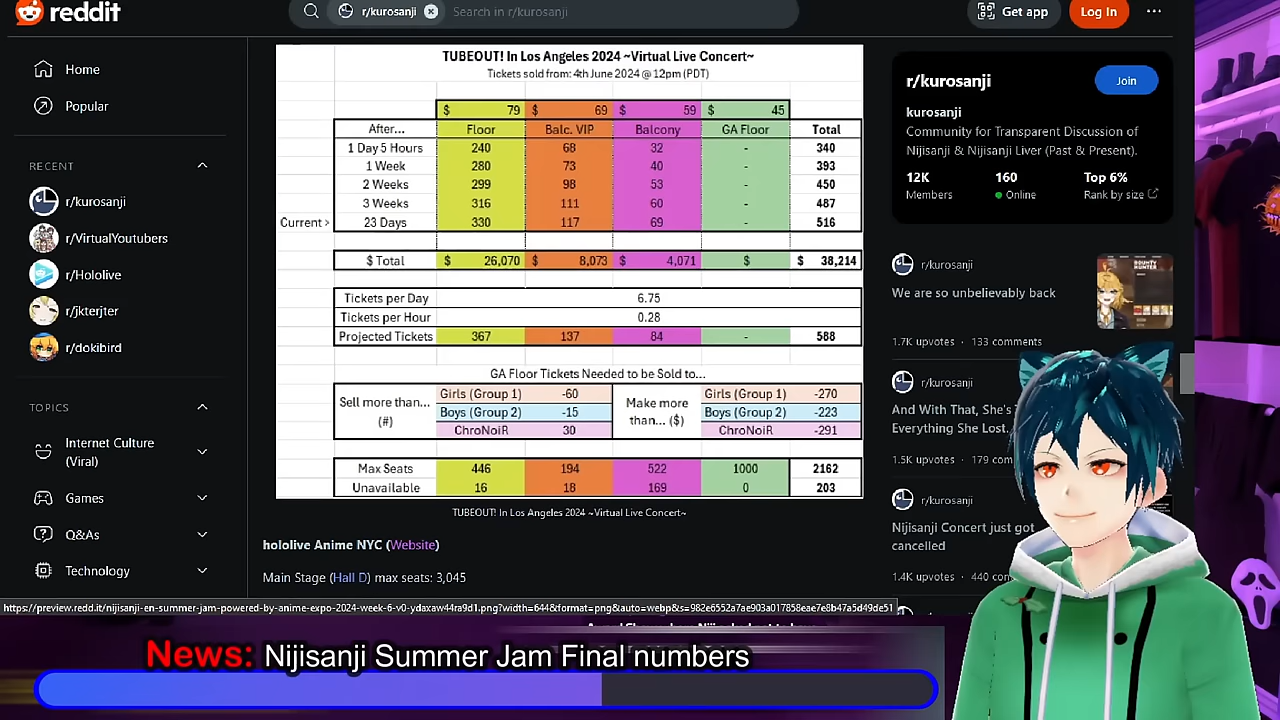 reddit
r/kurosanji
Search in r/kurosanji
Get app
Log In
Home
Popular
RECENT
r/kurosanji
r/VirtualYoutubers
r/Hololive
r/jkterjter
r/dokibird
TOPICS
Internet Culture
(Viral)
Games
Q&As
Technology
TUBEOUT! In Los Angeles 2024 ~Virtual Live Concert~
Tickets sold from: 4th June 2024 @ 12pm (PDT)
$ 79 $ 69 $ 59 $ 45
After... Floor Balc. VIP Balcony GA Floor Total
1 Day 5 Hours 240 68 32 - 340
1 Week 280 73 40 - 393
2 Weeks 299 98 53 - 450
3 Weeks 316 111 60 - 487
Current > 23 Days 330 117 69 - 516
$ Total $ 26,070 $ 8,073 $ 4,071 $ $ 38,214
Tickets per Day 6.75
Tickets per Hour 0.28
Projected Tickets 367 137 84 - 588
GA Floor Tickets Needed to be Sold to...
Sell more than... (#) Girls (Group 1) -60 Make more than... ($) Girls (Group 1) -270
Boys (Group 2) -15 Boys (Group 2) -223
ChroNoiR 30 ChroNoiR -291
Max Seats 446 194 522 1000 2162
Unavailable 16 18 169 0 203
TUBEOUT! In Los Angeles 2024 ~Virtual Live Concert~
hololive Anime NYC (Website)
Main Stage (Hall D) max seats: 3,045
r/kurosanji
Join
kurosanji
Community for Transparent Discussion of
Nijisanji & Nijisanji Liver (Past & Present).
12K 160 Top 6%
Members Online Rank by size
r/kurosanji
We are so unbelievably back
1.7K upvotes · 133 comments
r/kurosanji
And With That, She's
Everything She Lost.
1.5K upvotes · 179 com
r/kurosanji
Nijisanji Concert just got
cancelled
1.4K upvotes · 440 com
https://preview.redd.it/nijisanji-en-summer-jam-powered-by-anime-expo-2024-week-6-v0-ydaxaw44ra9d1.png?width=644&format=png&auto=webp&s=982e6552a7ae903a017858eae7e8b47a5d49de51
News: Nijisanji Summer Jam Final numbers